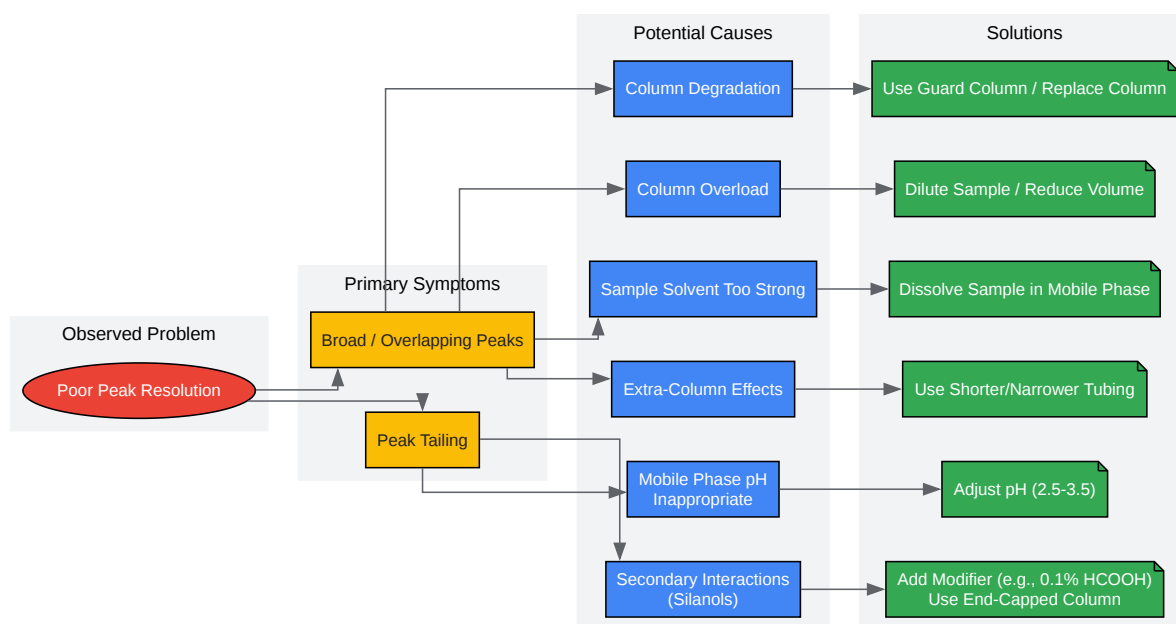 Observed Problem
Poor Peak Resolution
Primary Symptoms
Broad / Overlapping Peaks
Peak Tailing
Potential Causes
Column Degradation
Column Overload
Sample Solvent Too Strong
Extra-Column Effects
Mobile Phase pH
Inappropriate
Secondary Interactions
(Silanols)
Solutions
Use Guard Column / Replace Column
Dilute Sample / Reduce Volume
Dissolve Sample in Mobile Phase
Use Shorter/Narrower Tubing
Adjust pH (2.5-3.5)
Add Modifier (e.g., 0.1% HCOOH)
Use End-Capped Column